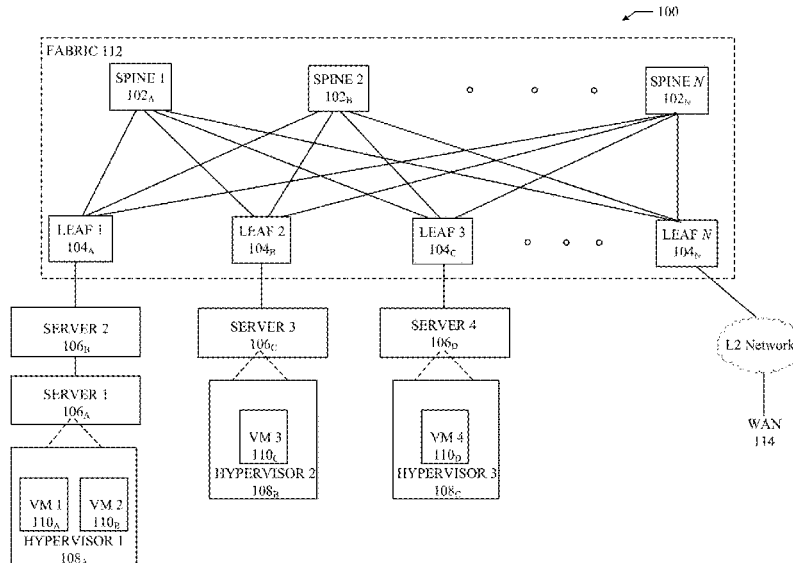 100
FABRIC 112
SPINE 1
102A
SPINE 2
102B
SPINE N
102N
LEAF 1
104A
LEAF 2
104B
LEAF 3
104C
LEAF N
104N
SERVER 2
106B
SERVER 3
106C
SERVER 4
106D
L2 Network
SERVER 1
106A
WAN
114
VM 3
110C
HYPERVISOR 2
108B
VM 4
110D
HYPERVISOR 3
108C
VM 1
110A
VM 2
110B
HYPERVISOR 1
108A